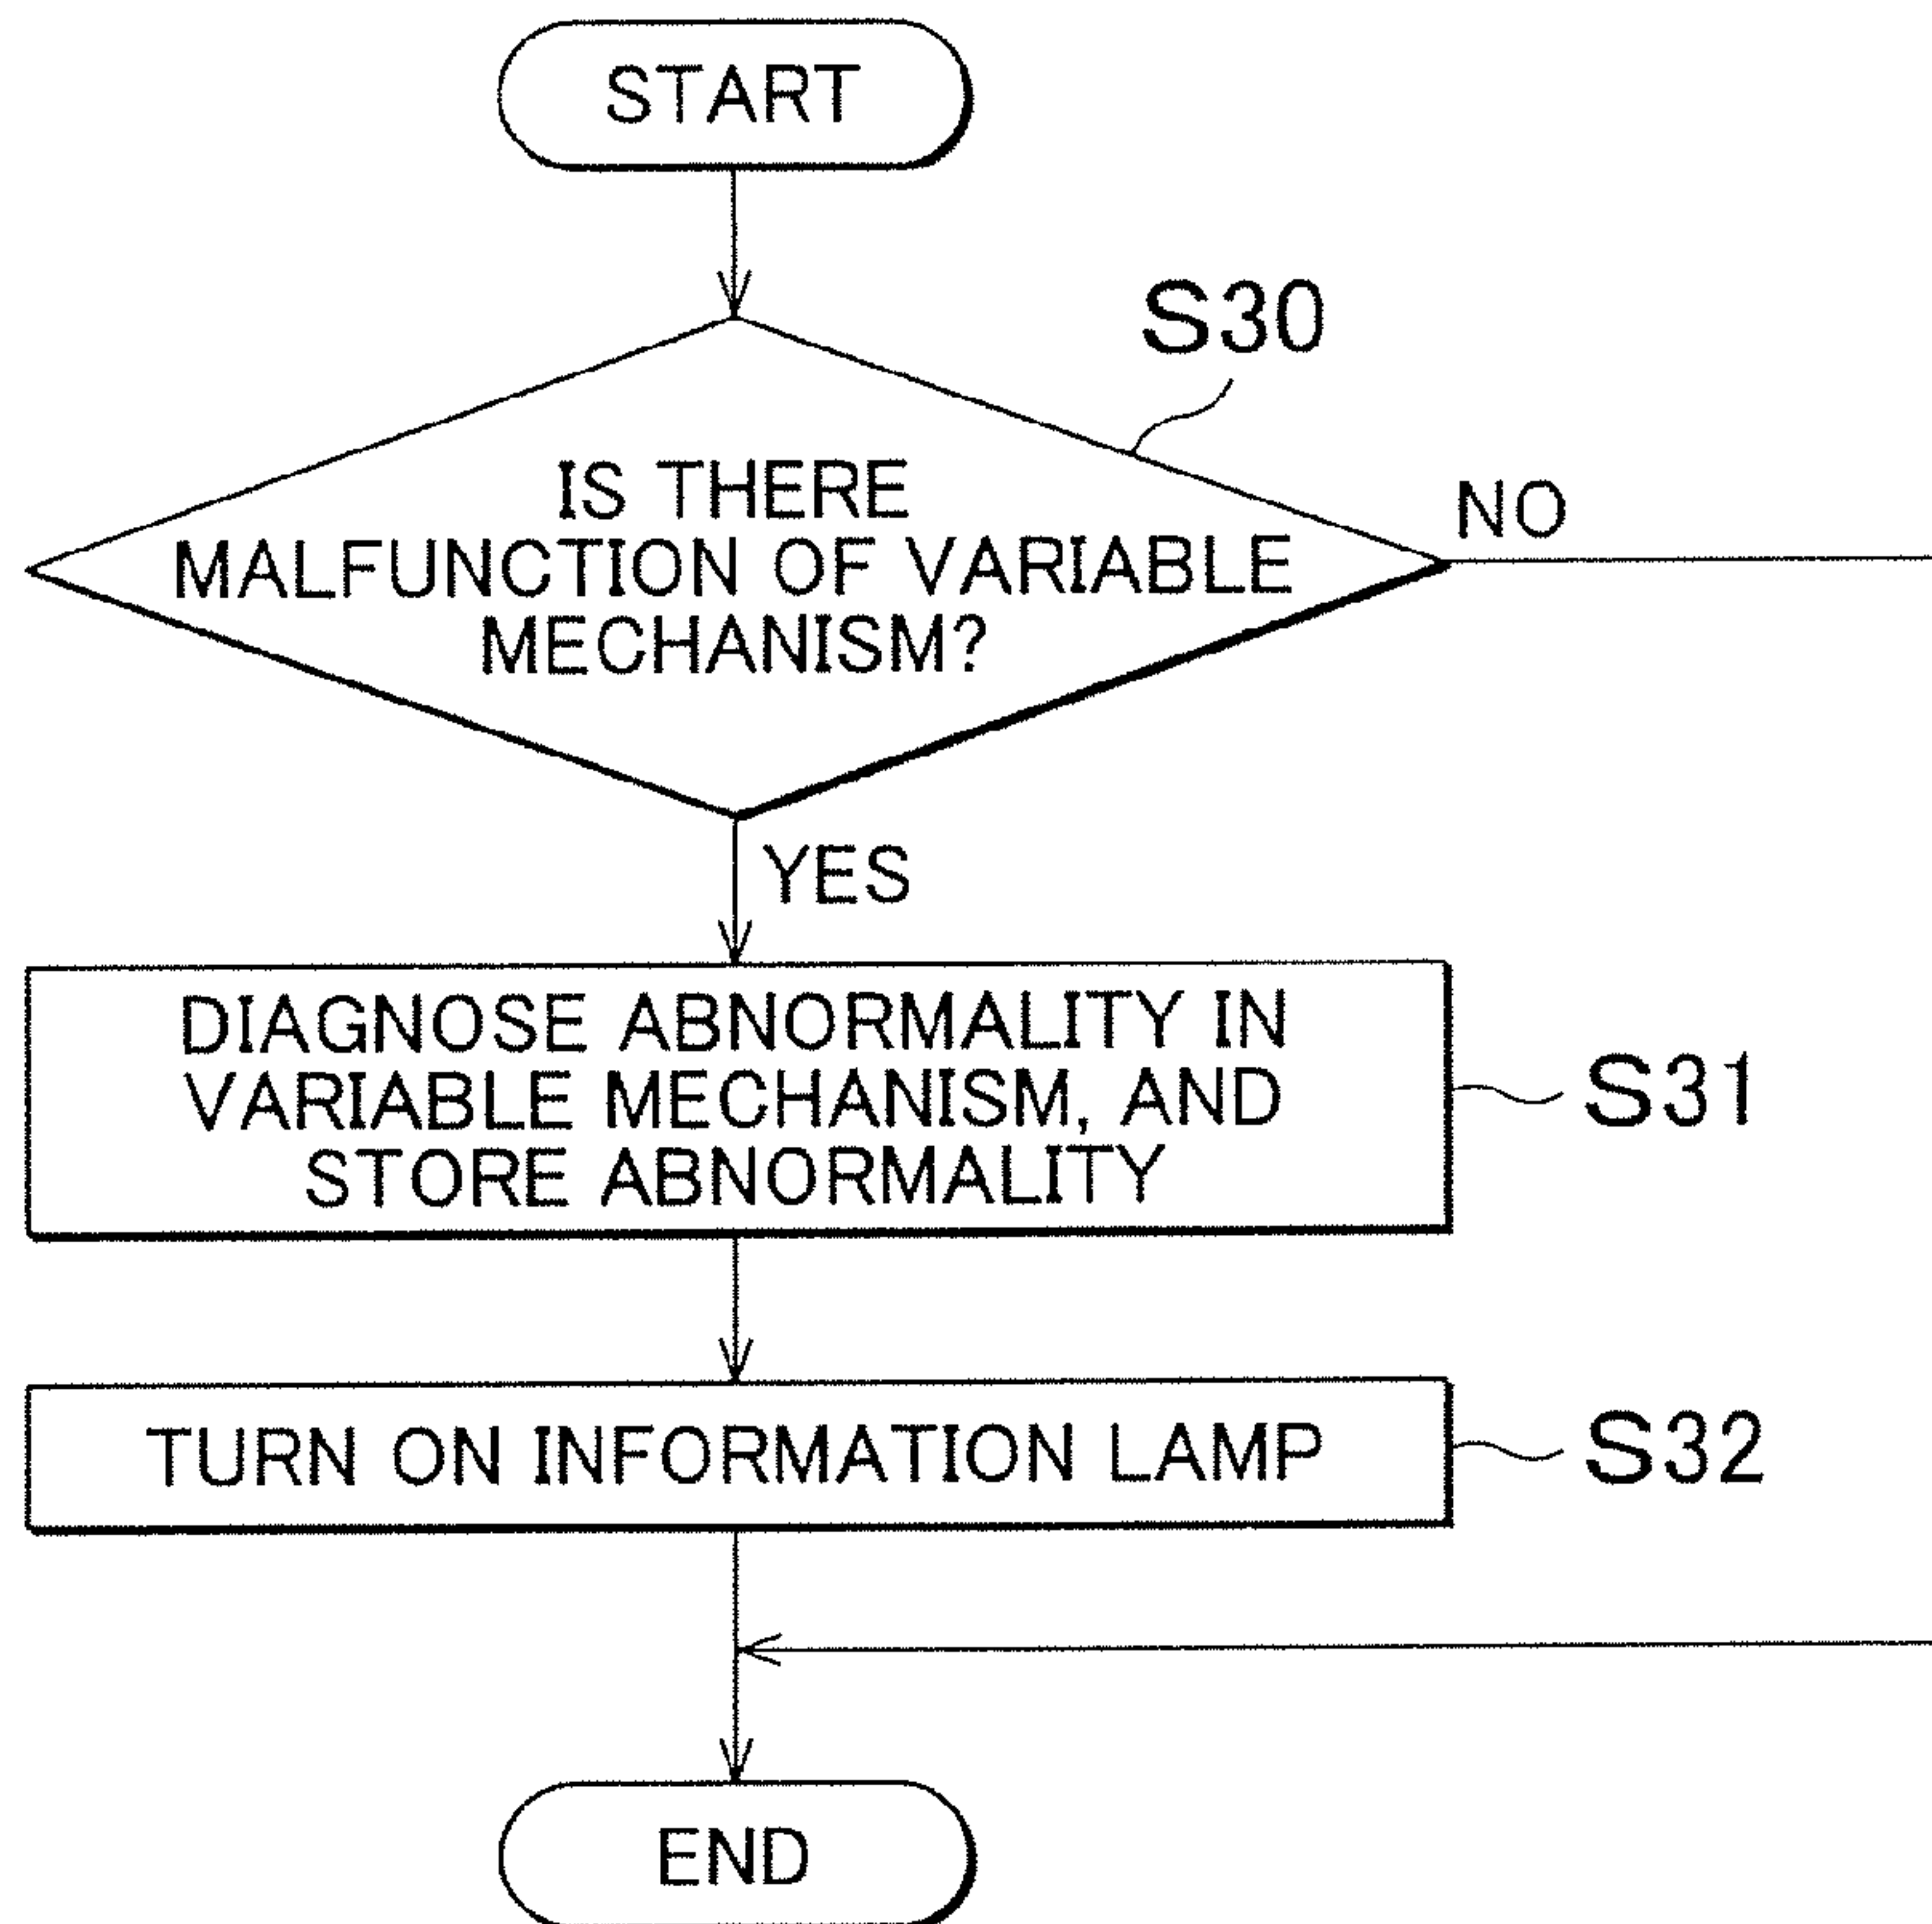 START
S30
IS THERE
MALFUNCTION OF VARIABLE
MECHANISM?
NO
YES
DIAGNOSE ABNORMALITY IN
VARIABLE MECHANISM, AND
STORE ABNORMALITY
S31
TURN ON INFORMATION LAMP
S32
END